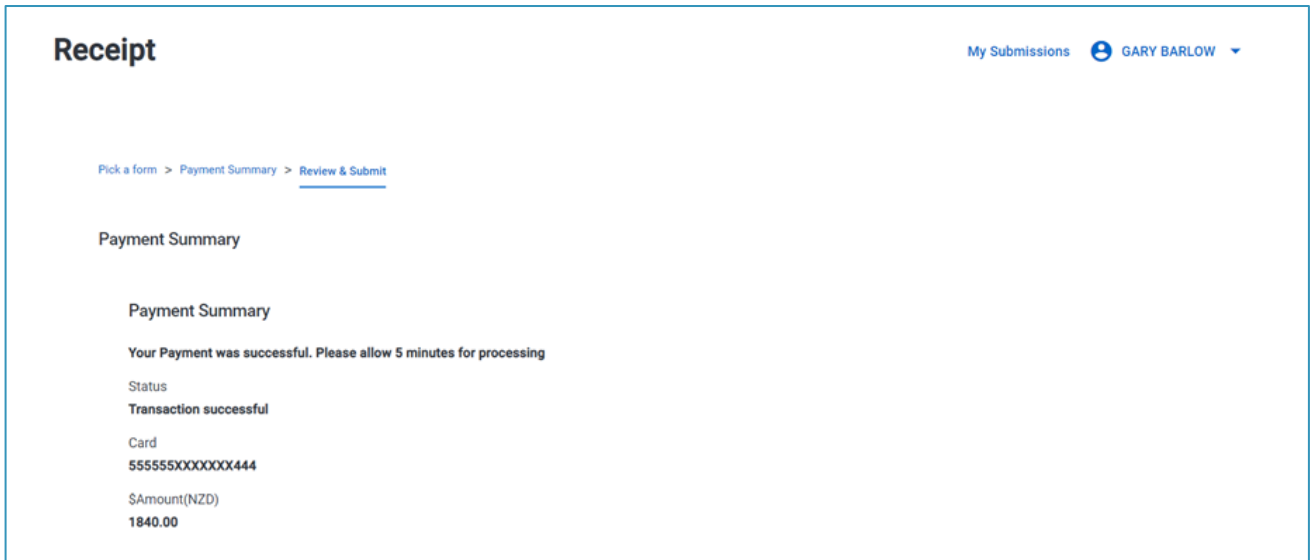 Receipt
My Submissions GARY BARLOW
Pick a form > Payment Summary > Review & Submit
Payment Summary
Payment Summary
Your Payment was successful. Please allow 5 minutes for processing
Status
Transaction successful
Card
555555XXXXXXX444
$Amount(NZD)
1840.00